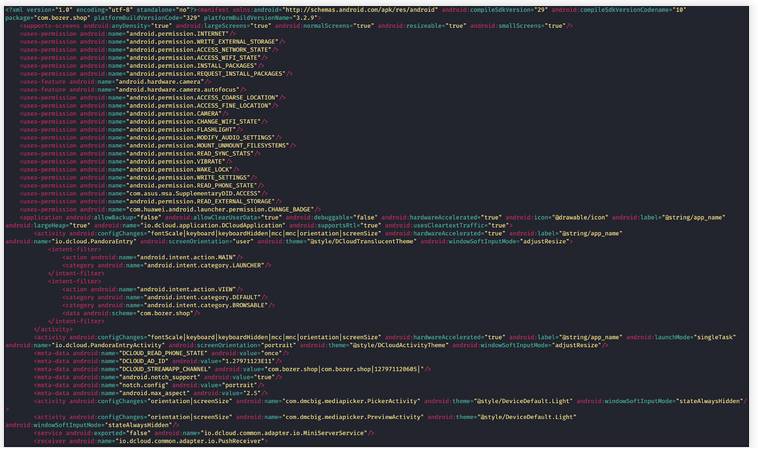 <?xml version="1.0" encoding="utf-8" standalone="no"?><manifest xmlns:android="http://schemas.android.com/apk/res/android" android:compileSdkVersion="29" android:compileSdkVersionCodename="10"
package="com.bozer.shop" platformBuildVersionCode="329" platformBuildVersionName="3.2.9">
<supports-screens android:anyDensity="true" android:largeScreens="true" android:normalScreens="true" android:resizeable="true" android:smallScreens="true"/>
<uses-permission android:name="android.permission.INTERNET"/>
<uses-permission android:name="android.permission.WRITE_EXTERNAL_STORAGE"/>
<uses-permission android:name="android.permission.ACCESS_NETWORK_STATE"/>
<uses-permission android:name="android.permission.ACCESS_WIFI_STATE"/>
<uses-permission android:name="android.permission.INSTALL_PACKAGES"/>
<uses-permission android:name="android.permission.REQUEST_INSTALL_PACKAGES"/>
<uses-feature android:name="android.hardware.camera"/>
<uses-feature android:name="android.hardware.camera.autofocus"/>
<uses-permission android:name="android.permission.ACCESS_COARSE_LOCATION"/>
<uses-permission android:name="android.permission.ACCESS_FINE_LOCATION"/>
<uses-permission android:name="android.permission.CAMERA"/>
<uses-permission android:name="android.permission.CHANGE_WIFI_STATE"/>
<uses-permission android:name="android.permission.FLASHLIGHT"/>
<uses-permission android:name="android.permission.MODIFY_AUDIO_SETTINGS"/>
<uses-permission android:name="android.permission.MOUNT_UNMOUNT_FILESYSTEMS"/>
<uses-permission android:name="android.permission.READ_SYNC_STATS"/>
<uses-permission android:name="android.permission.VIBRATE"/>
<uses-permission android:name="android.permission.WAKE_LOCK"/>
<uses-permission android:name="android.permission.WRITE_SETTINGS"/>
<uses-permission android:name="android.permission.READ_PHONE_STATE"/>
<uses-permission android:name="com.asus.msa.SupplementaryDID.ACCESS"/>
<uses-permission android:name="android.permission.READ_EXTERNAL_STORAGE"/>
<uses-permission android:name="com.huawei.android.launcher.permission.CHANGE_BADGE"/>
<application android:allowBackup="false" android:allowClearUserData="true" android:debuggable="false" android:hardwareAccelerated="true" android:icon="@drawable/icon" android:label="@string/app_name"
android:largeHeap="true" android:name="io.dcloud.application.DCloudApplication" android:supportsRtl="true" android:usesCleartextTraffic="true">
<activity android:configChanges="fontScale|keyboard|keyboardHidden|mcc|mnc|orientation|screenSize" android:hardwareAccelerated="true" android:label="@string/app_name"
android:name="io.dcloud.PandoraEntry" android:screenOrientation="user" android:theme="@style/DCloudTranslucentTheme" android:windowSoftInputMode="adjustResize">
<intent-filter>
<action android:name="android.intent.action.MAIN"/>
<category android:name="android.intent.category.LAUNCHER"/>
</intent-filter>
<intent-filter>
<action android:name="android.intent.action.VIEW"/>
<category android:name="android.intent.category.DEFAULT"/>
<category android:name="android.intent.category.BROWSABLE"/>
<data android:scheme="com.bozer.shop"/>
</intent-filter>
</activity>
<activity android:configChanges="fontScale|keyboard|keyboardHidden|mcc|mnc|orientation|screenSize" android:hardwareAccelerated="true" android:label="@string/app_name" android:launchMode="singleTask"
android:name="io.dcloud.PandoraEntryActivity" android:screenOrientation="portrait" android:theme="@style/DCloudActivityTheme" android:windowSoftInputMode="adjustResize"/>
<meta-data android:name="DCLOUD_READ_PHONE_STATE" android:value="once"/>
<meta-data android:name="DCLOUD_AD_ID" android:value="1.27971123E11"/>
<meta-data android:name="DCLOUD_STREAMAPP_CHANNEL" android:value="com.bozer.shop|com.bozer.shop|127971120605|"/>
<meta-data android:name="android.notch_support" android:value="true"/>
<meta-data android:name="notch.config" android:value="portrait"/>
<meta-data android:name="android.max_aspect" android:value="2.5"/>
<activity android:configChanges="orientation|screenSize" android:name="com.dmcbig.mediapicker.PickerActivity" android:theme="@style/DeviceDefault.Light" android:windowSoftInputMode="stateAlwaysHidden"/
>
<activity android:configChanges="orientation|screenSize" android:name="com.dmcbig.mediapicker.PreviewActivity" android:theme="@style/DeviceDefault.Light"
android:windowSoftInputMode="stateAlwaysHidden"/>
<service android:exported="false" android:name="io.dcloud.common.adapter.io.MiniServerService"/>
<receiver android:name="io.dcloud.common.adapter.io.PushReceiver">